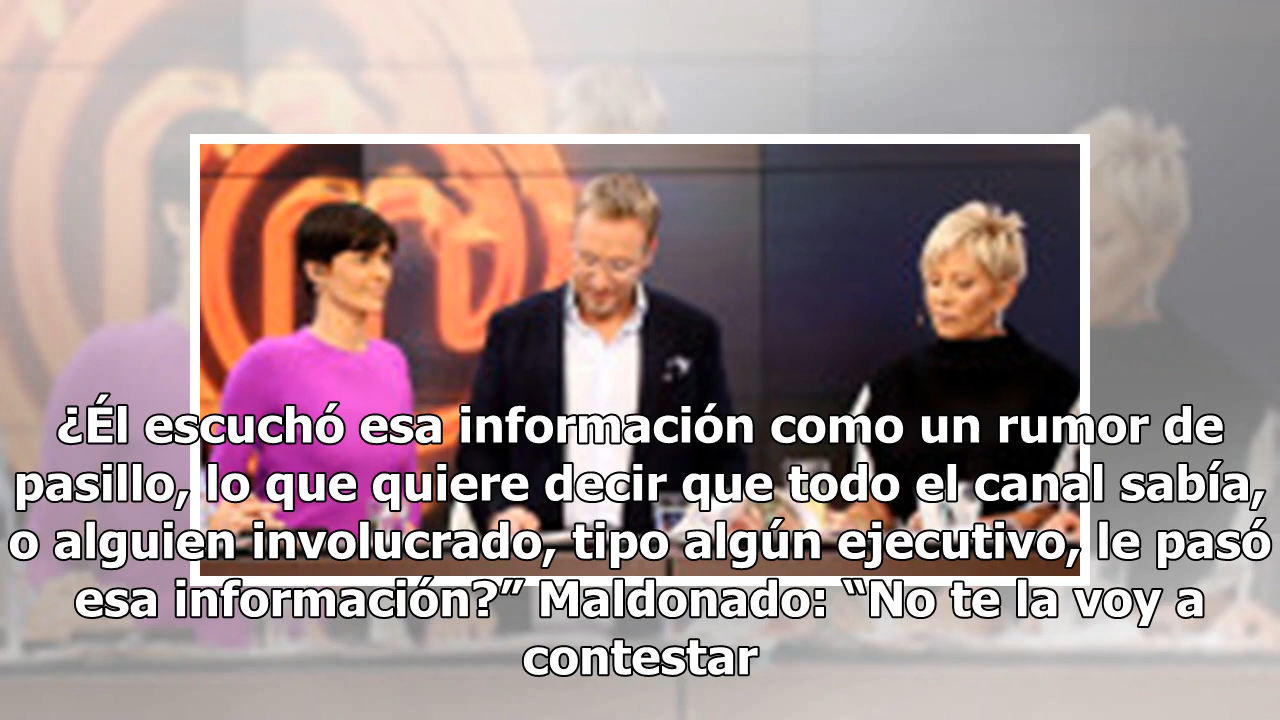 ¿Él escuchó esa información como un rumor de
pasillo, lo que quiere decir que todo el canal sabía,
o alguien involucrado, tipo algún ejecutivo, le pasó
esa información?” Maldonado: “No te la voy a
contestar